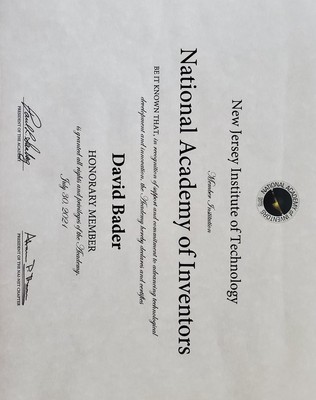 New Jersey Institute of Technology
NATIONAL ACADEMY OF INVENTORS
Member Institution
National Academy of Inventors
BE IT KNOWN THAT, in recognition of support and commitment to advancing technological
development and innovation, the Academy hereby declares and certifies
David Bader
HONORARY MEMBER
is granted all rights and privileges of the Academy.
July 30, 2021
PRESIDENT OF THE ACADEMY
PRESIDENT OF THE NAI-NJIT CHAPTER